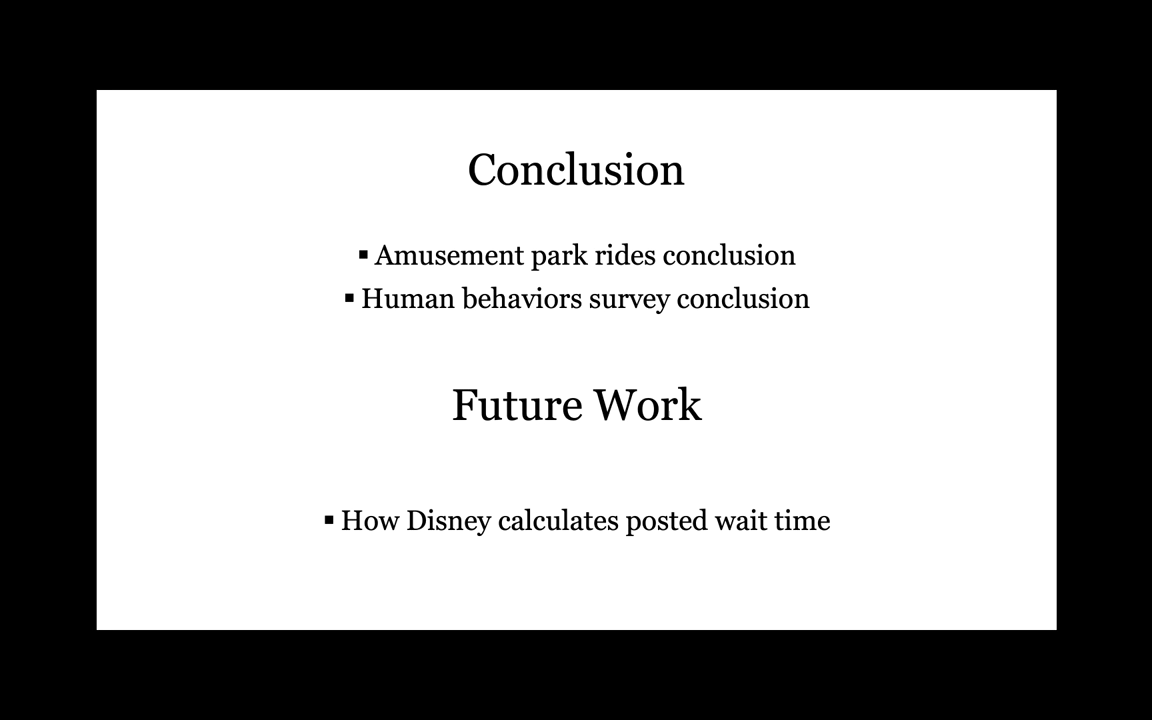 Conclusion
▪ Amusement park rides conclusion
▪ Human behaviors survey conclusion
Future Work
▪ How Disney calculates posted wait time